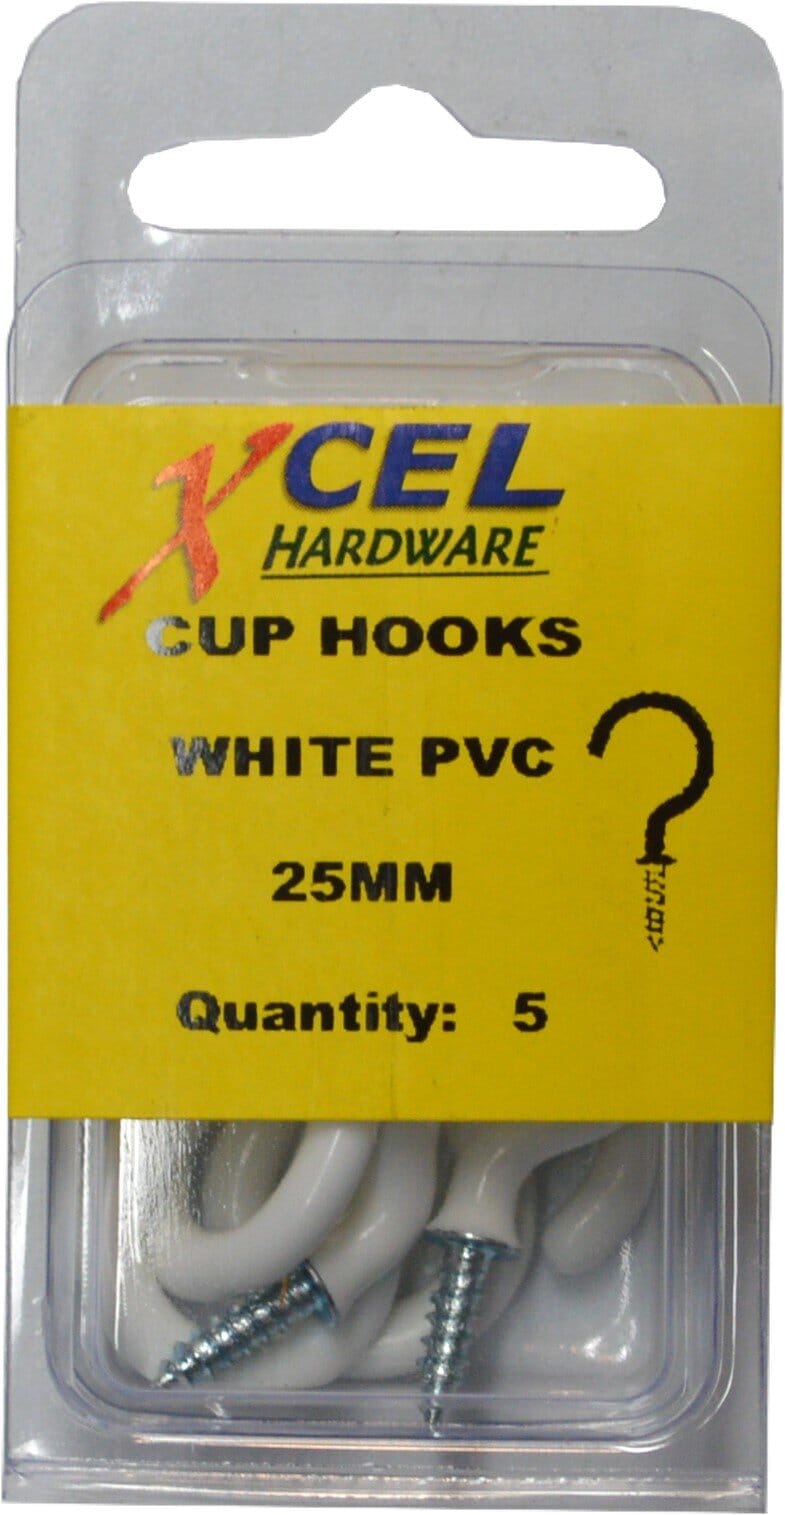 XCEL
HARDWARE
CUP HOOKS
WHITE PVC
25MM
Quantity: 5